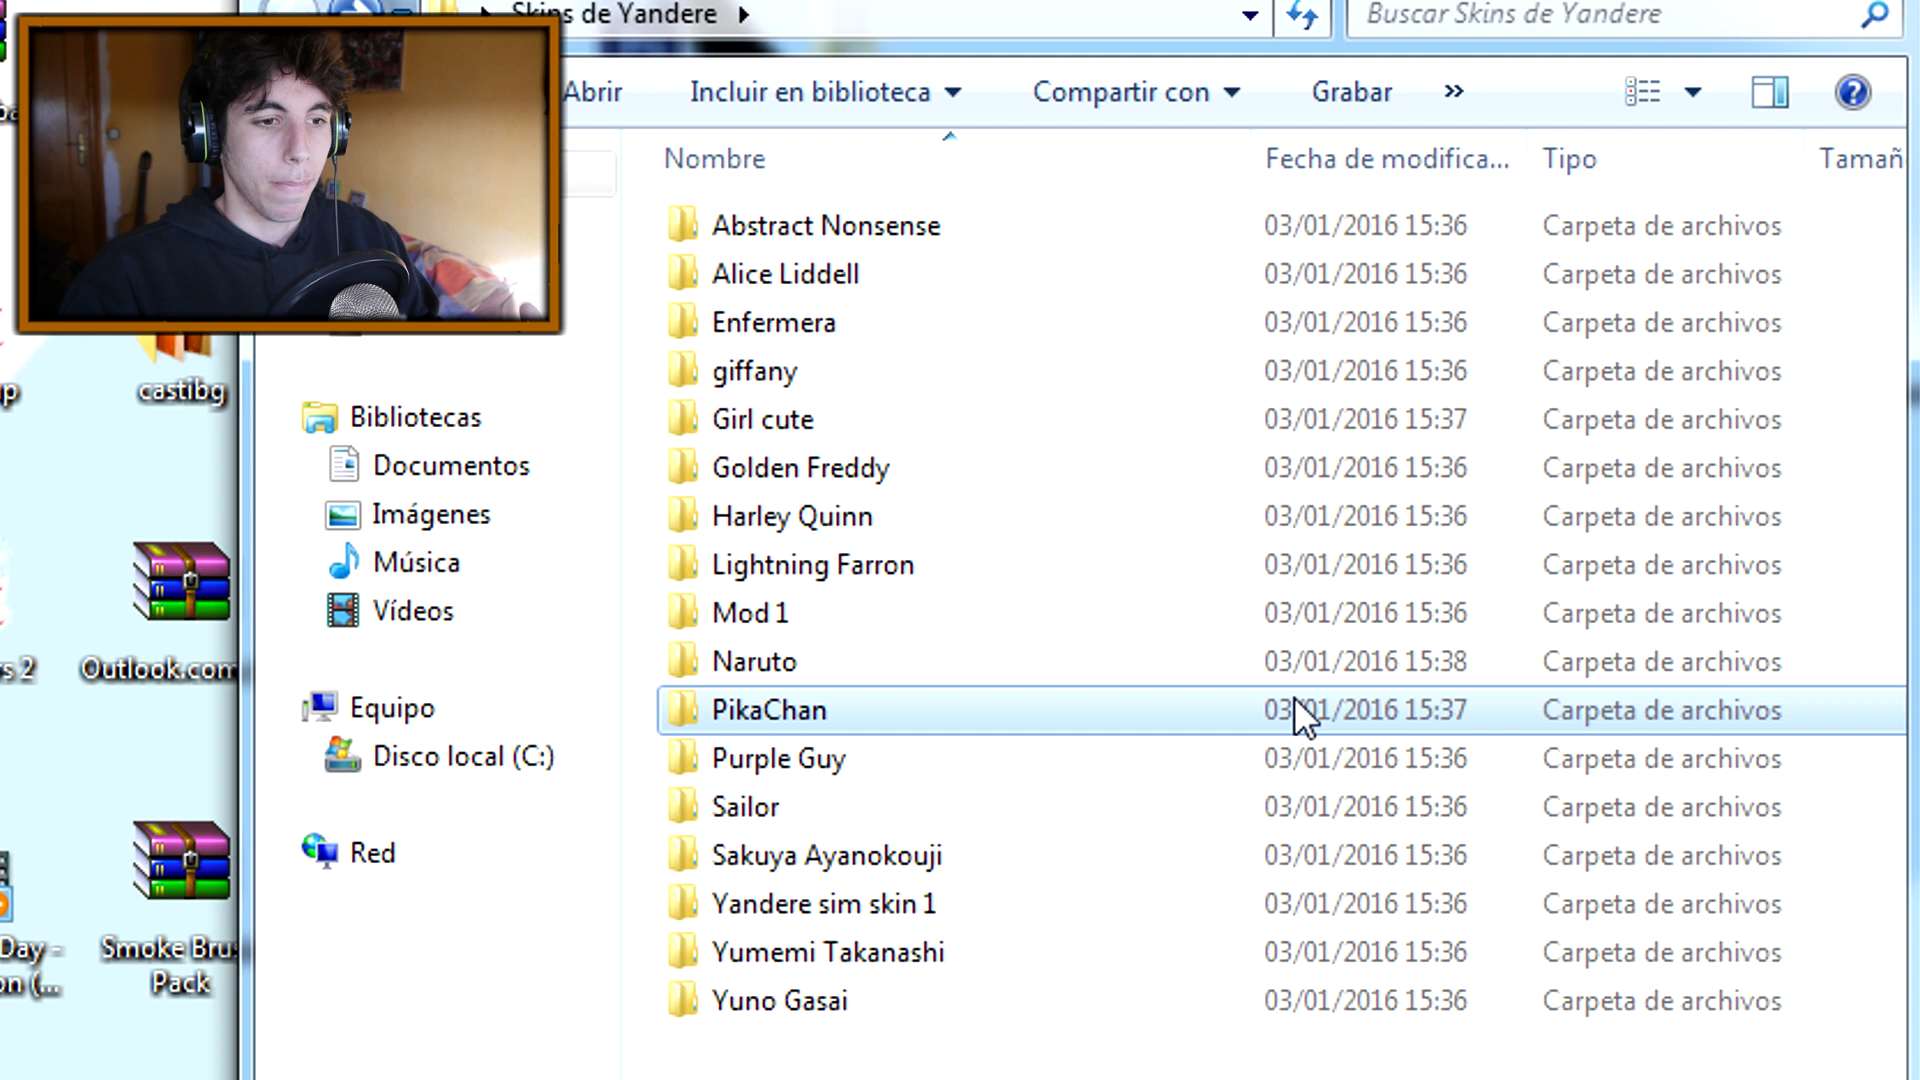 Skins de Yandere
Buscar Skins de Yandere
Abrir
Incluir en biblioteca
Compartir con
Grabar
»
Nombre
Fecha de modifica...
Tipo
Tamañ
Abstract Nonsense 03/01/2016 15:36 Carpeta de archivos
Alice Liddell 03/01/2016 15:36 Carpeta de archivos
Enfermera 03/01/2016 15:36 Carpeta de archivos
giffany 03/01/2016 15:36 Carpeta de archivos
Girl cute 03/01/2016 15:37 Carpeta de archivos
Golden Freddy 03/01/2016 15:36 Carpeta de archivos
Harley Quinn 03/01/2016 15:36 Carpeta de archivos
Lightning Farron 03/01/2016 15:36 Carpeta de archivos
Mod 1 03/01/2016 15:36 Carpeta de archivos
Naruto 03/01/2016 15:38 Carpeta de archivos
PikaChan 03/01/2016 15:37 Carpeta de archivos
Purple Guy 03/01/2016 15:36 Carpeta de archivos
Sailor 03/01/2016 15:36 Carpeta de archivos
Sakuya Ayanokouji 03/01/2016 15:36 Carpeta de archivos
Yandere sim skin 1 03/01/2016 15:36 Carpeta de archivos
Yumemi Takanashi 03/01/2016 15:36 Carpeta de archivos
Yuno Gasai 03/01/2016 15:36 Carpeta de archivos
Bibliotecas
Documentos
Imágenes
Música
Vídeos
Equipo
Disco local (C:)
Red
castibg
Outlook.com
s 2
Smoke Brus
Pack
Day -
on (...